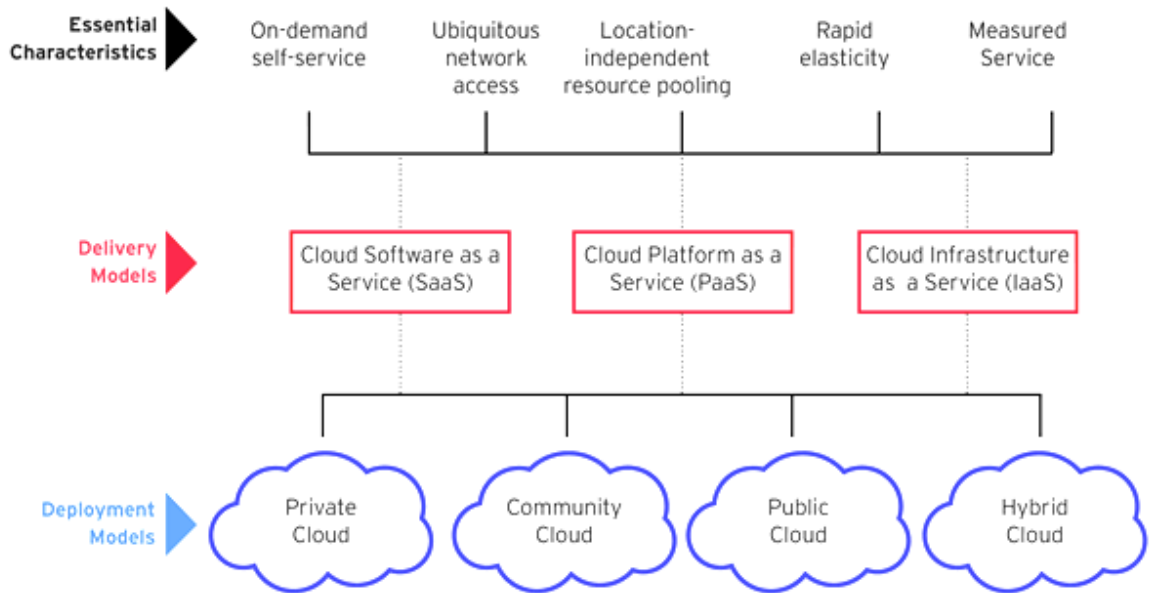 Essential
Characteristics
On-demand
self-service
Ubiquitous
network
access
Location-
independent
resource pooling
Rapid
elasticity
Measured
Service
Delivery
Models
Cloud Software as a
Service (SaaS)
Cloud Platform as a
Service (PaaS)
Cloud Infrastructure
as a Service (IaaS)
Deployment
Models
Private
Cloud
Community
Cloud
Public
Cloud
Hybrid
Cloud